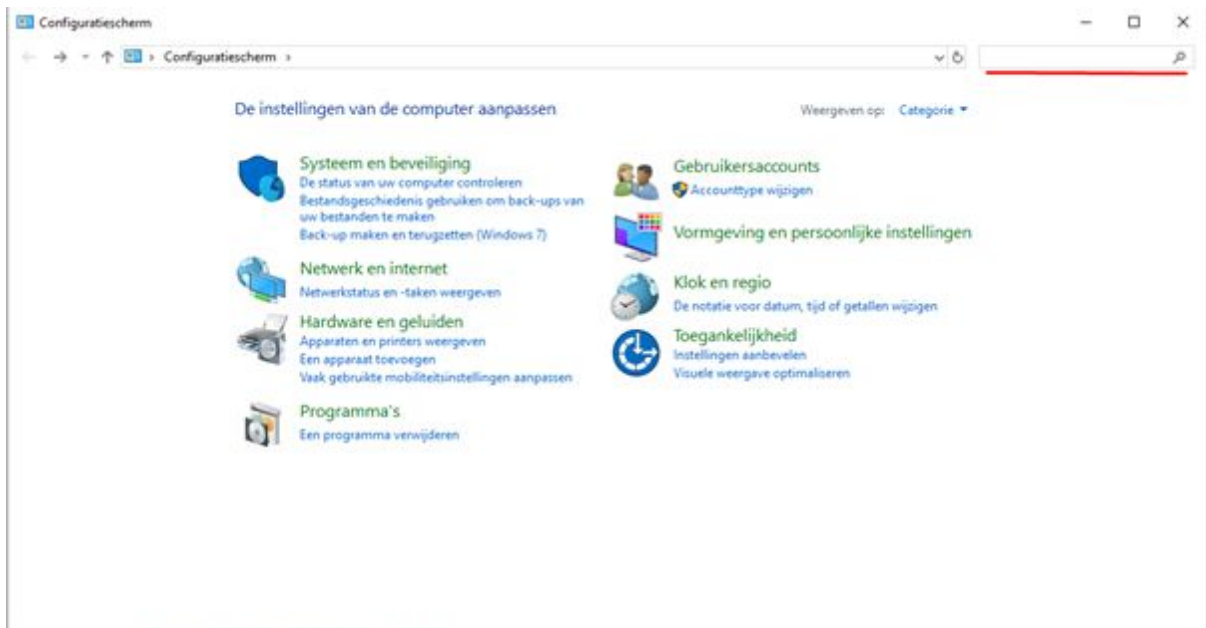 Configuratiescherm
Configuratiescherm
De instellingen van de computer aanpassen
Weergeven op: Categorie
Systeem en beveiliging
De status van uw computer controleren
Bestandsgeschiedenis gebruiken om back-ups van
uw bestanden te maken
Back-up maken en terugzetten (Windows 7)
Netwerk en internet
Netwerkstatus en -taken weergeven
Hardware en geluiden
Apparaten en printers weergeven
Een apparaat toevoegen
Vaak gebruikte mobiliteitsinstellingen aanpassen
Programma's
Een programma verwijderen
Gebruikersaccounts
Accounttype wijzigen
Vormgeving en persoonlijke instellingen
Klok en regio
De notatie voor datum, tijd of getallen wijzigen
Toegankelijkheid
Instellingen aanbevelen
Visuele weergave optimaliseren